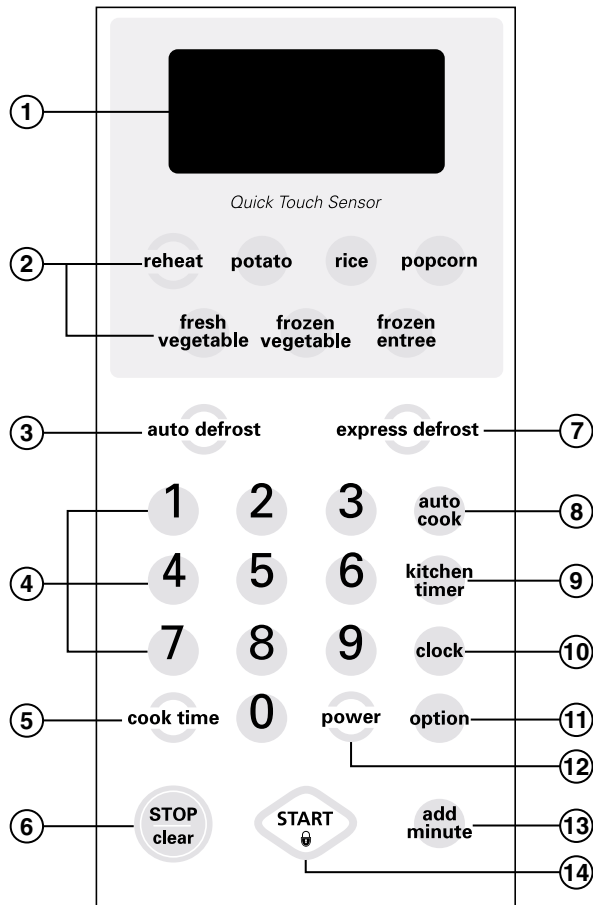 1
Quick Touch Sensor
2
reheat potato rice popcorn
fresh vegetable frozen vegetable frozen entree
3 auto defrost express defrost 7
1 2 3 auto cook 8
4 4 5 6 kitchen timer 9
7 8 9 clock 10
5 cook time 0 power option 11
12
6 STOP clear START add minute 13
14